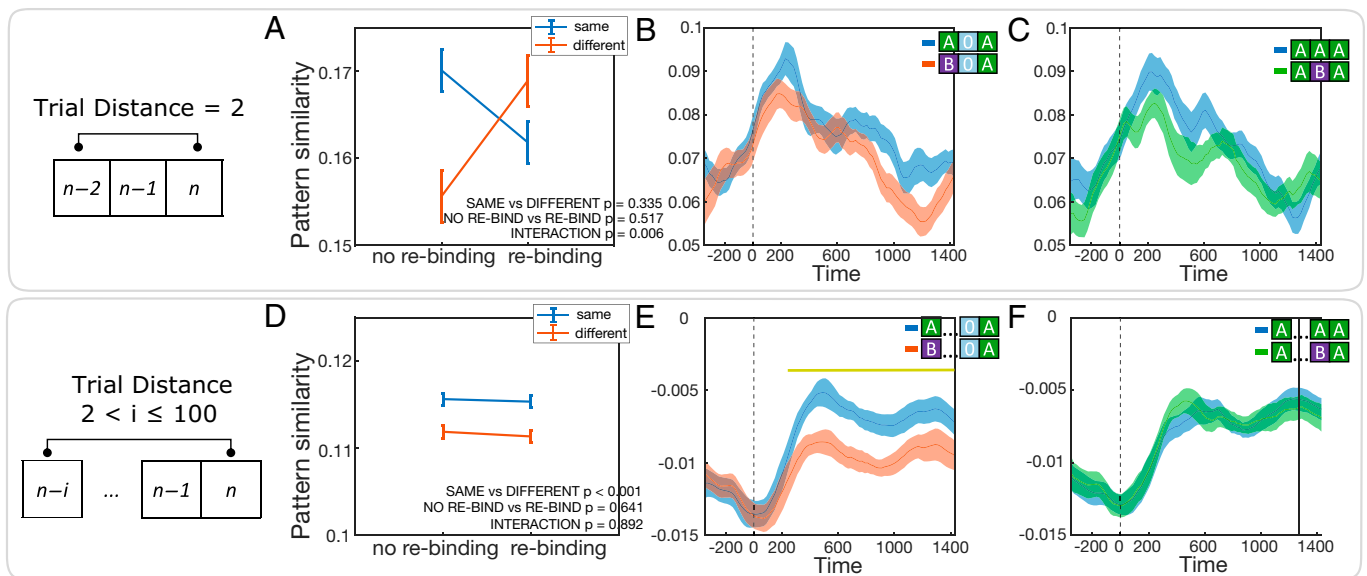 A
same
different
Pattern similarity
0.17
0.16
0.15
no re-binding re-binding
SAME vs DIFFERENT p = 0.335
NO RE-BIND vs RE-BIND p = 0.517
INTERACTION p = 0.006
Trial Distance = 2
n−2 n−1 n
B
A 0 A
B 0 A
0.1
0.09
0.08
0.07
0.06
0.05
-200 0 200 600 1000 1400
Time
C
A A A
A B A
0.1
0.09
0.08
0.07
0.06
0.05
-200 0 200 600 1000 1400
Time
D
same
different
Pattern similarity
0.12
0.11
0.1
no re-binding re-binding
SAME vs DIFFERENT p < 0.001
NO RE-BIND vs RE-BIND p = 0.641
INTERACTION p = 0.892
Trial Distance
2 < i ≤ 100
n−i ... n−1 n
E
A...0 A
B...0 A
0
-0.005
-0.01
-0.015
-200 0 200 600 1000 1400
Time
F
A...A A
A...B A
0
-0.005
-0.01
-0.015
-200 0 200 600 1000 1400
Time